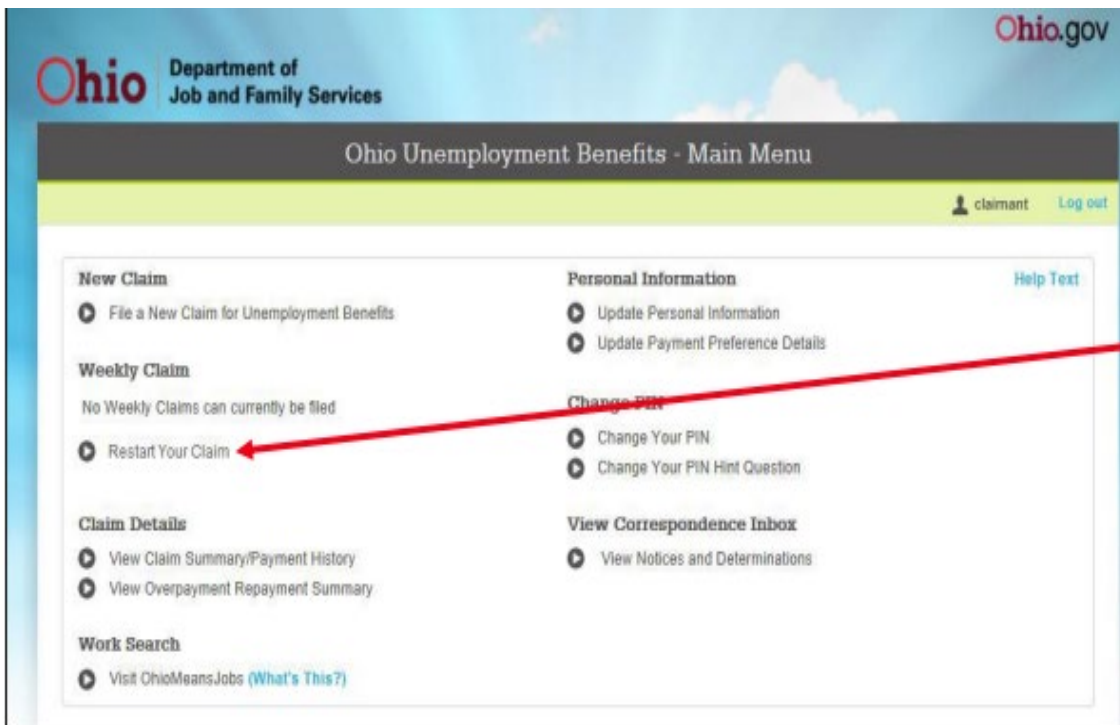 Ohio.gov
Ohio Department of
Job and Family Services
Ohio Unemployment Benefits - Main Menu
claimant Log out
New Claim
File a New Claim for Unemployment Benefits
Weekly Claim
No Weekly Claims can currently be filed
Restart Your Claim
Claim Details
View Claim Summary/Payment History
View Overpayment Repayment Summary
Work Search
Visit OhioMeansJobs (What's This?)
Personal Information
Help Text
Update Personal Information
Update Payment Preference Details
Change PIN
Change Your PIN
Change Your PIN Hint Question
View Correspondence Inbox
View Notices and Determinations